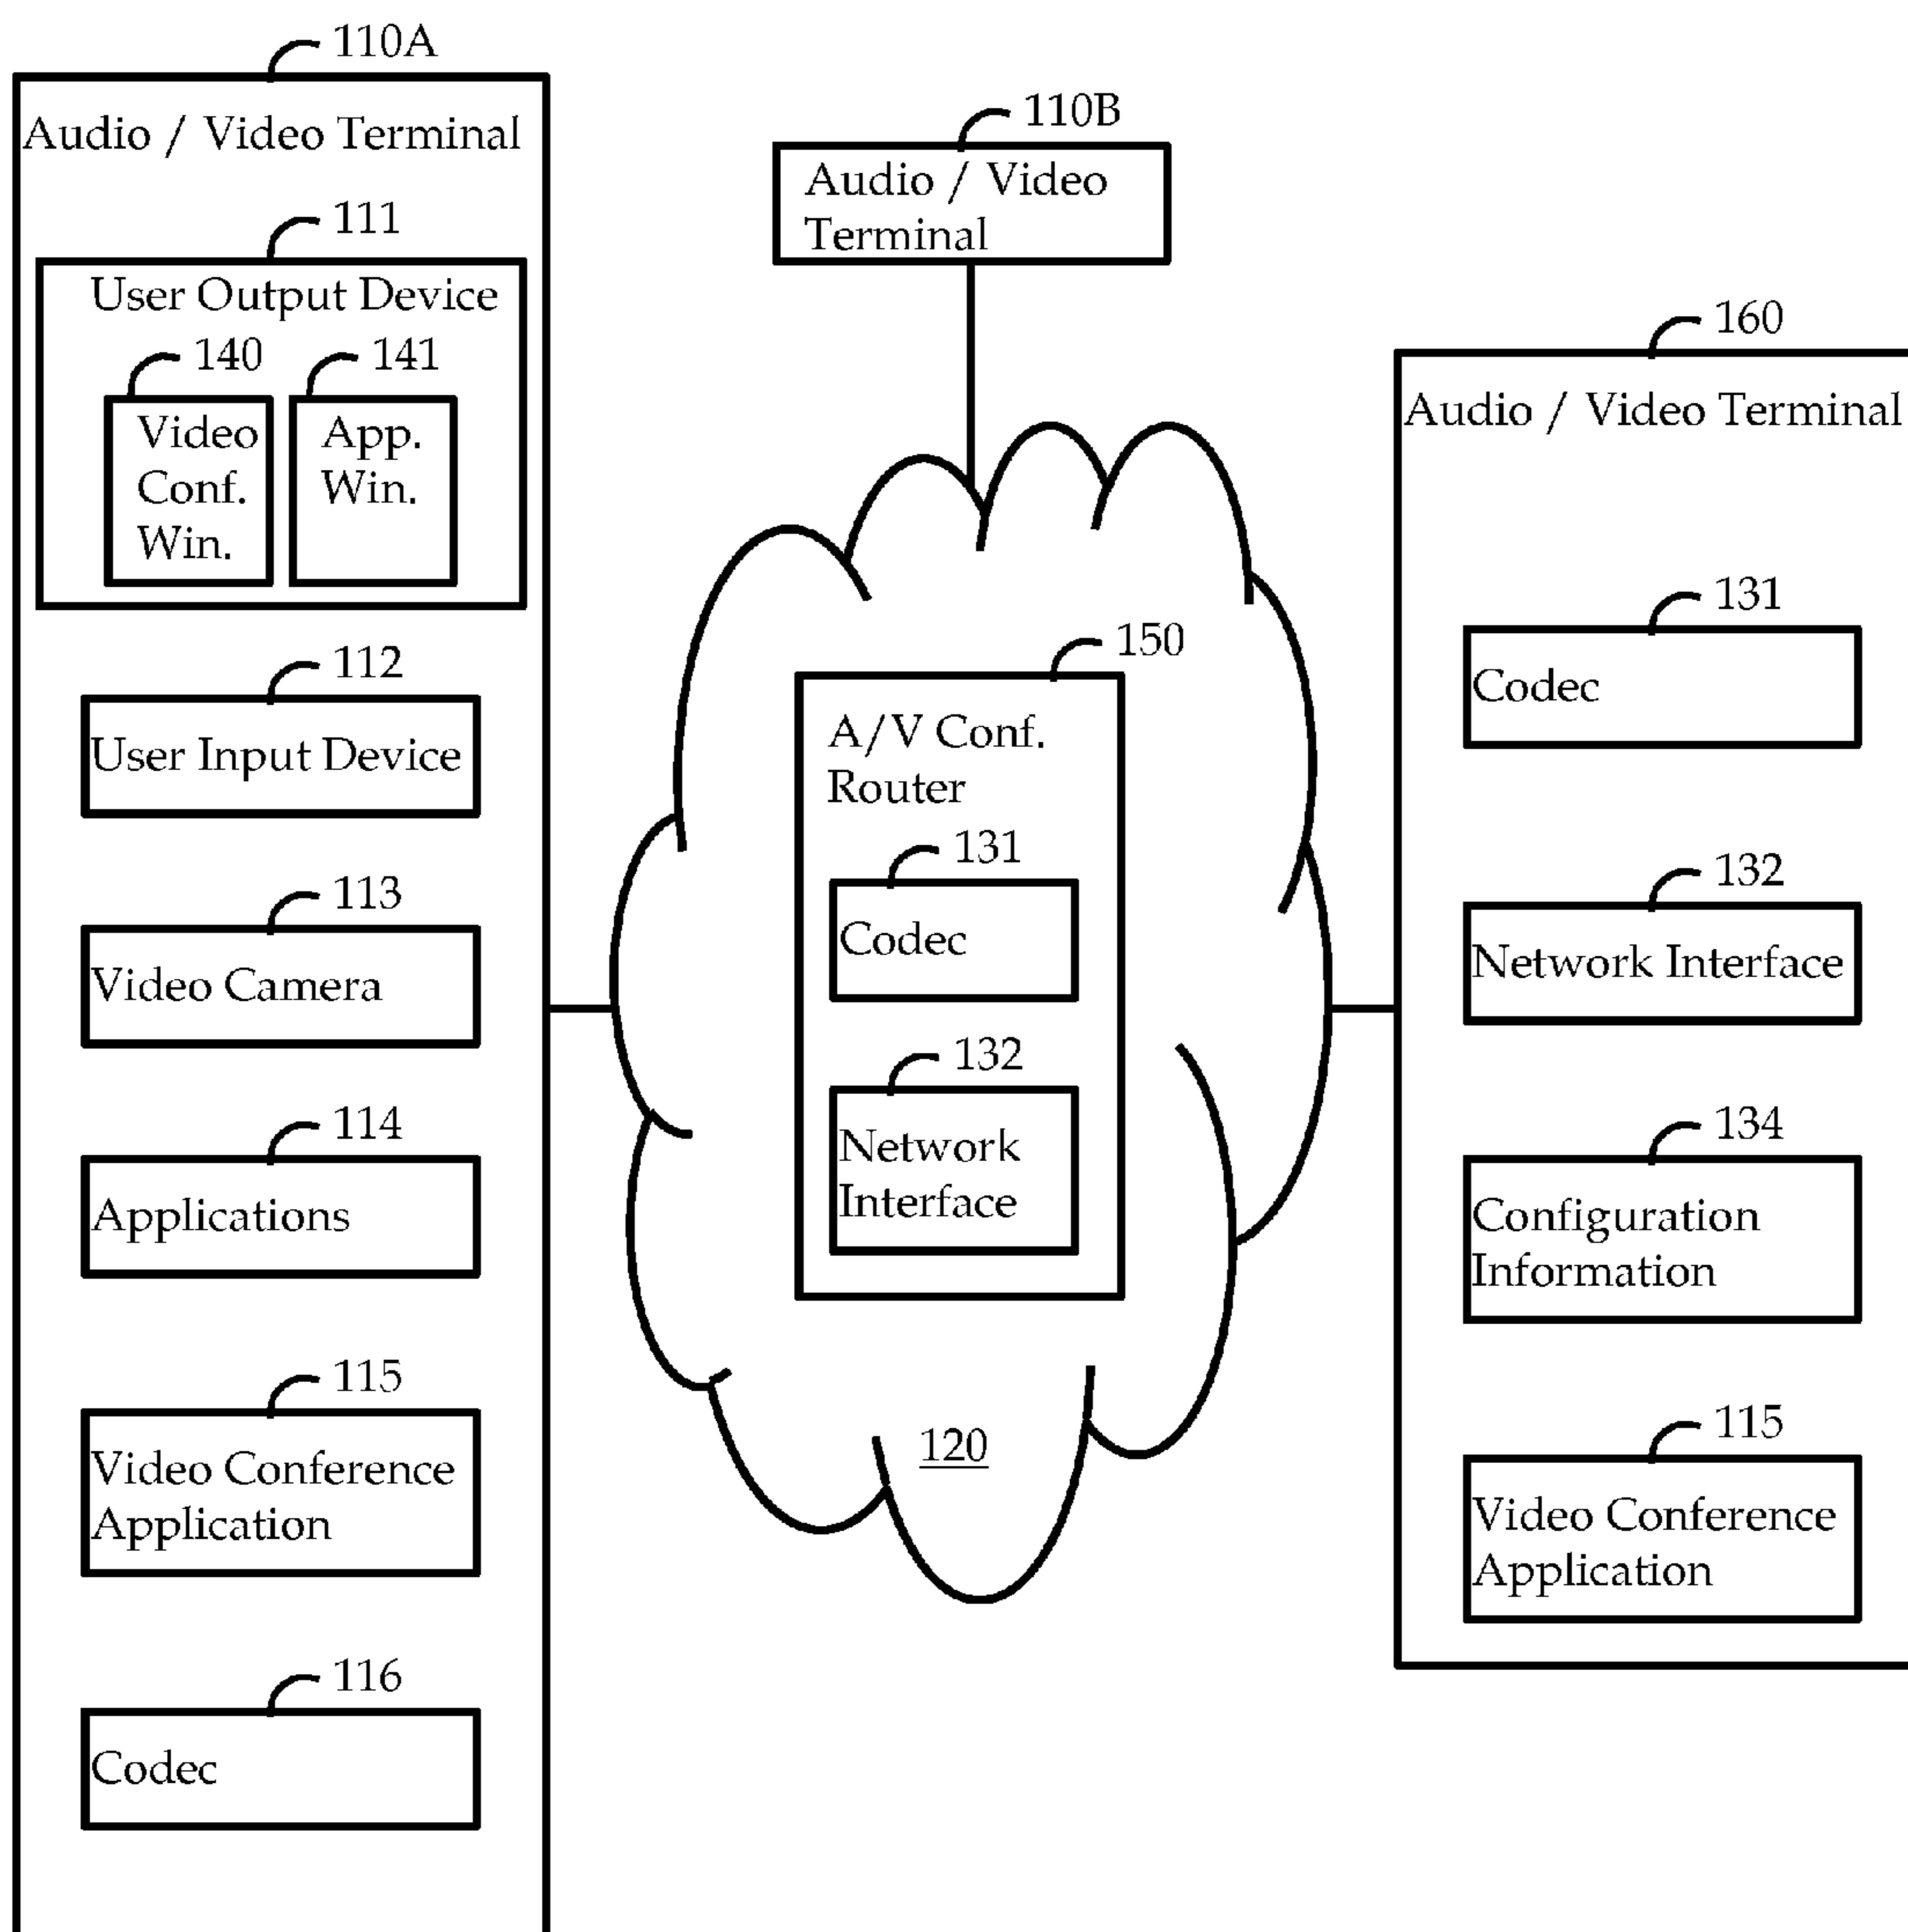 110A
Audio / Video Terminal
111
User Output Device
140
141
Video
Conf.
Win.
App.
Win.
112
User Input Device
113
Video Camera
114
Applications
115
Video Conference
Application
116
Codec
110B
Audio / Video
Terminal
150
A/V Conf.
Router
131
Codec
132
Network
Interface
120
160
Audio / Video Terminal
131
Codec
132
Network Interface
134
Configuration
Information
115
Video Conference
Application